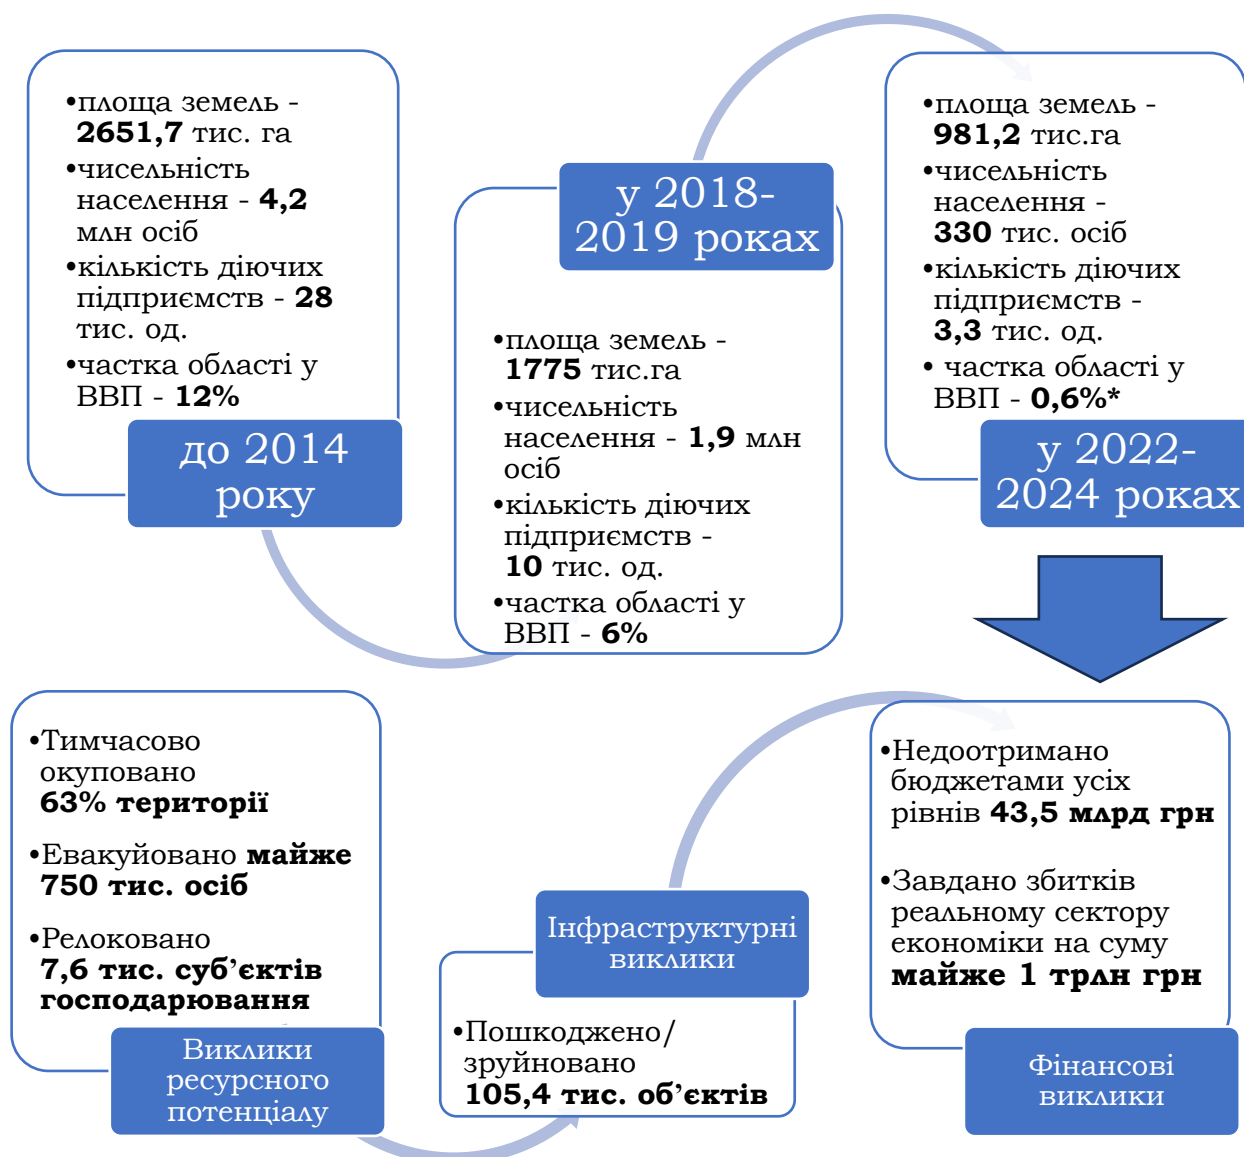 •площа земель -
2651,7 тис. га
•чисельність
населення - 4,2
млн осіб
•кількість діючих
підприємств - 28
тис. од.
•частка області у
ВВП - 12%
до 2014
року
у 2018-
2019 роках
•площа земель -
1775 тис.га
•чисельність
населення - 1,9 млн
осіб
•кількість діючих
підприємств -
10 тис. од.
•частка області у
ВВП - 6%
•площа земель -
981,2 тис.га
•чисельність
населення -
330 тис. осіб
•кількість діючих
підприємств -
3,3 тис. од.
• частка області у
ВВП - 0,6%*
у 2022-
2024 роках
•Тимчасово
окуповано
63% території
•Евакуйовано майже
750 тис. осіб
•Релоковано
7,6 тис. суб’єктів
господарювання
Виклики
ресурсного
потенціалу
Інфраструктурні
виклики
•Пошкоджено/
зруйновано
105,4 тис. об’єктів
•Недоотримано
бюджетами усіх
рівнів 43,5 млрд грн
•Завдано збитків
реальному сектору
економіки на суму
майже 1 трлн грн
Фінансові
виклики